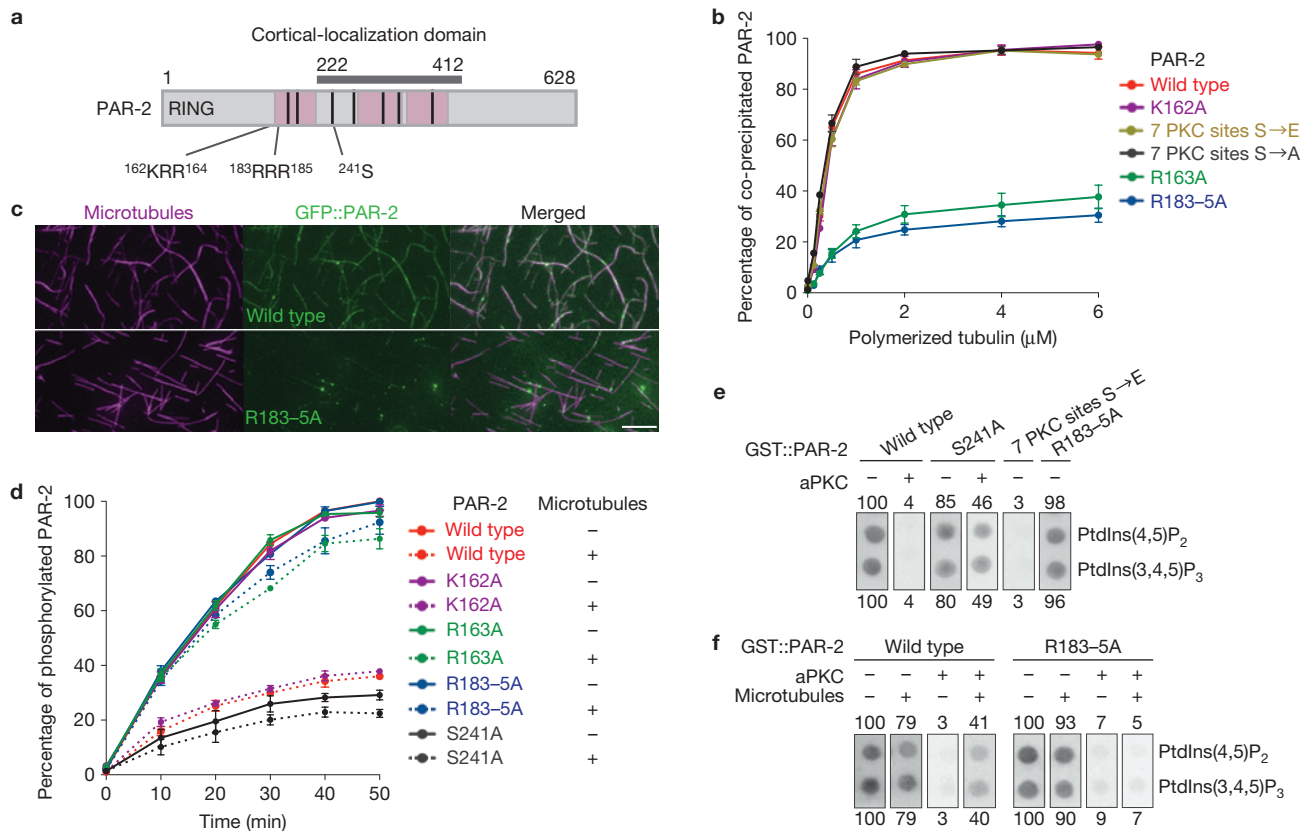 a
Cortical-localization domain
1 222 412 628
PAR-2 RING
¹⁶²KRR¹⁶⁴ ¹⁸³RRR¹⁸⁵ ²⁴¹S
b
Percentage of co-precipitated PAR-2
100
80
60
40
20
0
0 2 4 6
Polymerized tubulin (μM)
PAR-2
Wild type
K162A
7 PKC sites S→E
7 PKC sites S→A
R163A
R183–5A
c
Microtubules GFP::PAR-2 Merged
Wild type
R183–5A
d
Percentage of phosphorylated PAR-2
100
80
60
40
20
0
0 10 20 30 40 50
Time (min)
PAR-2 Microtubules
Wild type −
Wild type +
K162A −
K162A +
R163A −
R163A +
R183–5A −
R183–5A +
S241A −
S241A +
e
GST::PAR-2 Wild type S241A 7 PKC sites S→E R183–5A
aPKC − + − + − −
100 4 85 46 3 98
PtdIns(4,5)P₂
PtdIns(3,4,5)P₃
100 4 80 49 3 96
f
GST::PAR-2 Wild type R183–5A
aPKC − − + + − − + +
Microtubules − + − + − + − +
100 79 3 41 100 93 7 5
PtdIns(4,5)P₂
PtdIns(3,4,5)P₃
100 79 3 40 100 90 9 7